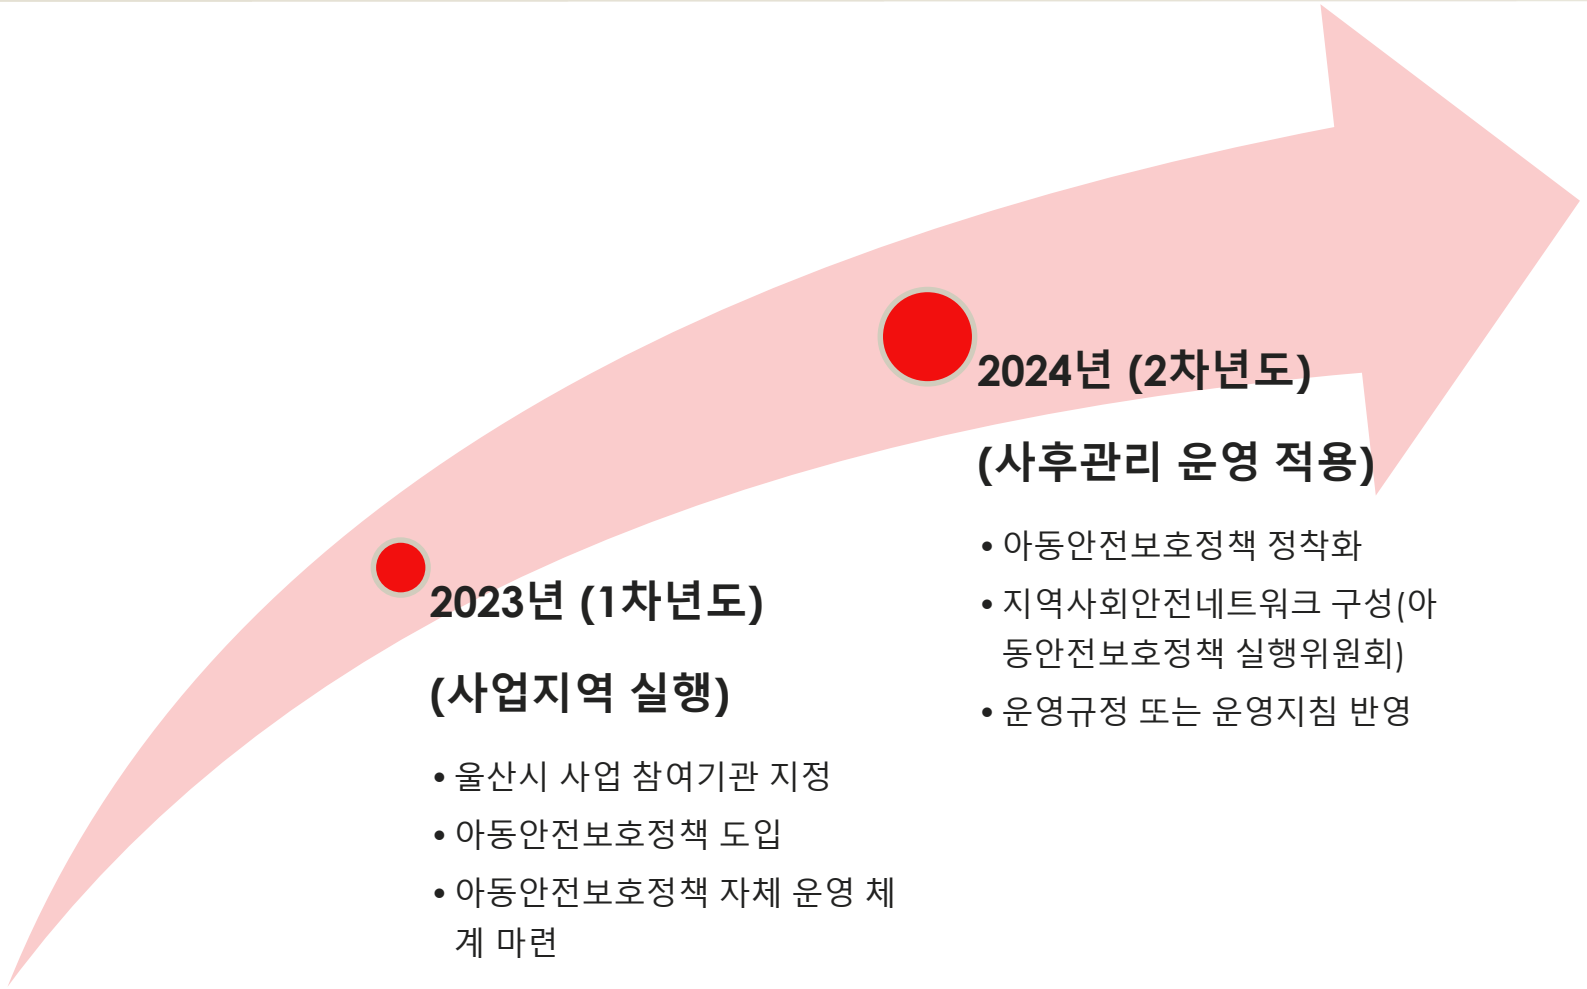 2023년 (1차년도)
(사업지역 실행)
• 울산시 사업 참여기관 지정
• 아동안전보호정책 도입
• 아동안전보호정책 자체 운영 체
계 마련
2024년 (2차년도)
(사후관리 운영 적용)
• 아동안전보호정책 정착화
• 지역사회안전네트워크 구성(아
동안전보호정책 실행위원회)
• 운영규정 또는 운영지침 반영